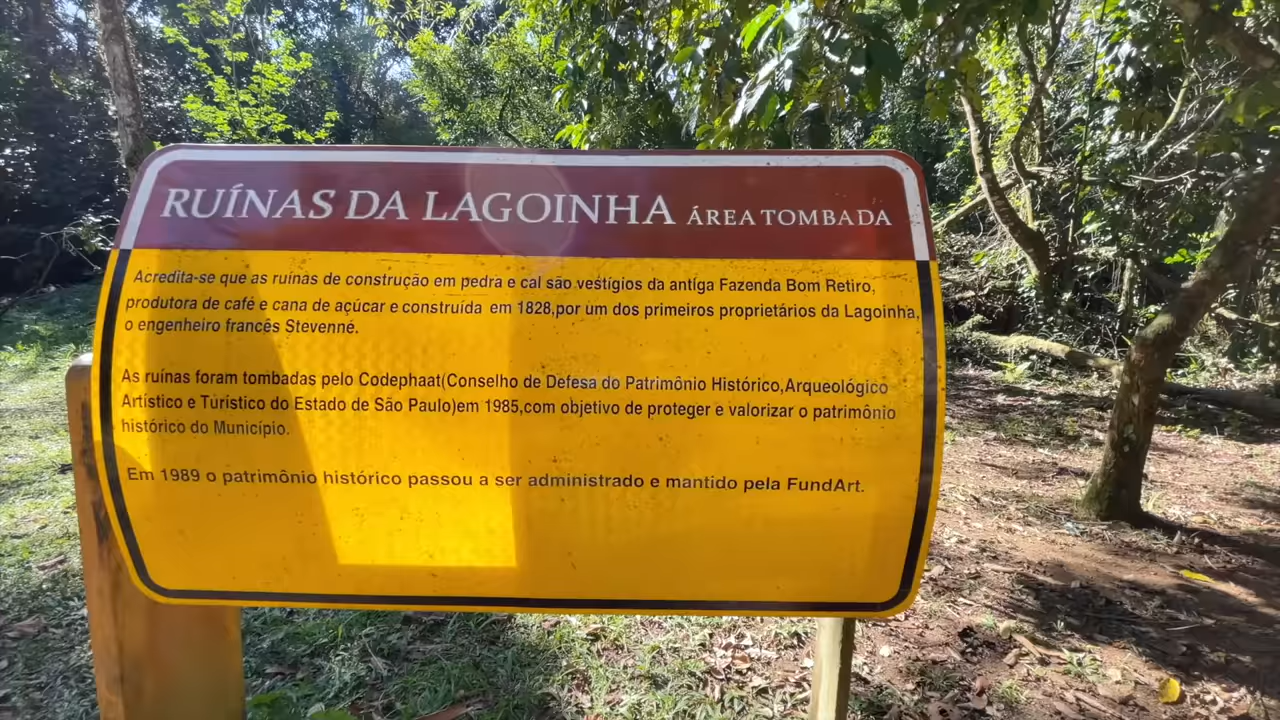 RUÍNAS DA LAGOINHA ÁREA TOMBADA
Acredita-se que as ruínas de construção em pedra e cal são vestígios da antiga Fazenda Bom Retiro,
produtora de café e cana de açúcar e construída em 1828,por um dos primeiros proprietários da Lagoinha,
o engenheiro francês Stevenné.
As ruínas foram tombadas pelo Codephaat(Conselho de Defesa do Patrimônio Histórico,Arqueológico
Artístico e Turístico do Estado de São Paulo)em 1985,com objetivo de proteger e valorizar o patrimônio
histórico do Município.
Em 1989 o patrimônio histórico passou a ser administrado e mantido pela FundArt.